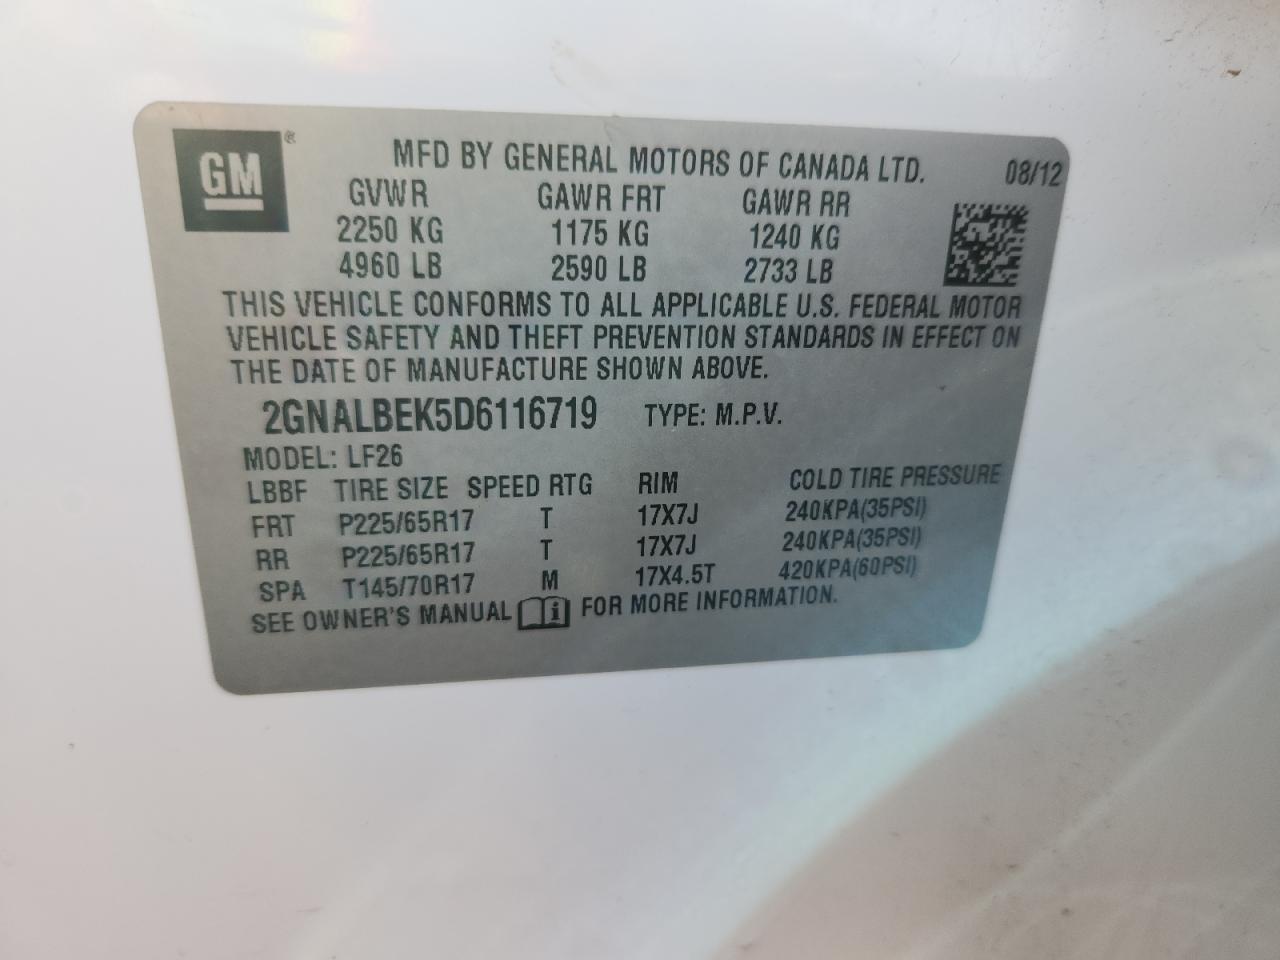 GM ®
MFD BY GENERAL MOTORS OF CANADA LTD. 08/12
GVWR GAWR FRT GAWR RR
2250 KG 1175 KG 1240 KG
4960 LB 2590 LB 2733 LB
THIS VEHICLE CONFORMS TO ALL APPLICABLE U.S. FEDERAL MOTOR
VEHICLE SAFETY AND THEFT PREVENTION STANDARDS IN EFFECT ON
THE DATE OF MANUFACTURE SHOWN ABOVE.
2GNALBEK5D6116719 TYPE: M.P.V.
MODEL: LF26
LBBF TIRE SIZE SPEED RTG RIM COLD TIRE PRESSURE
FRT P225/65R17 T 17X7J 240KPA(35PSI)
RR P225/65R17 T 17X7J 240KPA(35PSI)
SPA T145/70R17 M 17X4.5T 420KPA(60PSI)
SEE OWNER'S MANUAL i FOR MORE INFORMATION.